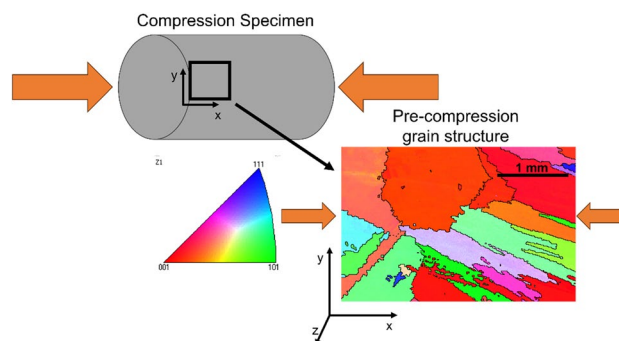 Compression Specimen
y
x
Pre-compression
grain structure
1 mm
Z1
111
001
101
y
z
x